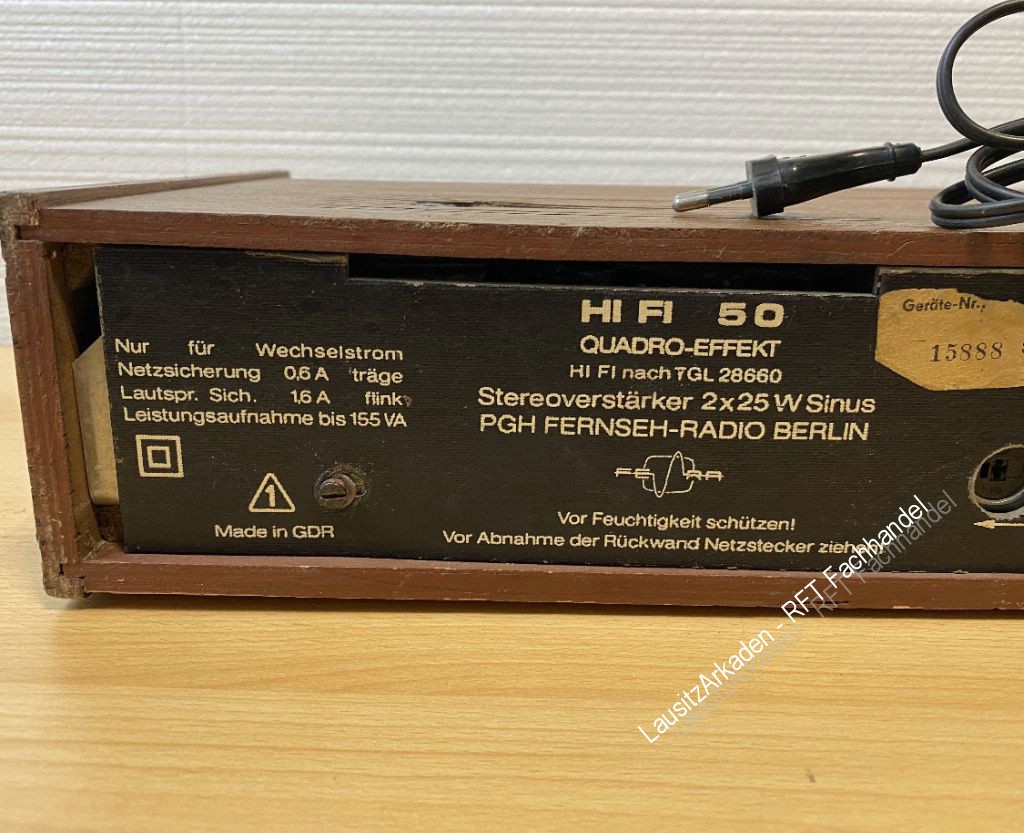 HI FI 50
QUADRO-EFFEKT
HI FI nach TGL 28660
Stereoverstärker 2x25 W Sinus
PGH FERNSEH-RADIO BERLIN
FERA
Vor Feuchtigkeit schützen!
Vor Abnahme der Rückwand Netzstecker ziehen
Nur für Wechselstrom
Netzsicherung 0,6 A träge
Lautspr. Sich. 1,6 A flink
Leistungsaufnahme bis 155 VA
1
Made in GDR
Geräte-Nr.,
15888
LausitzArkaden - RFT Fachhandel